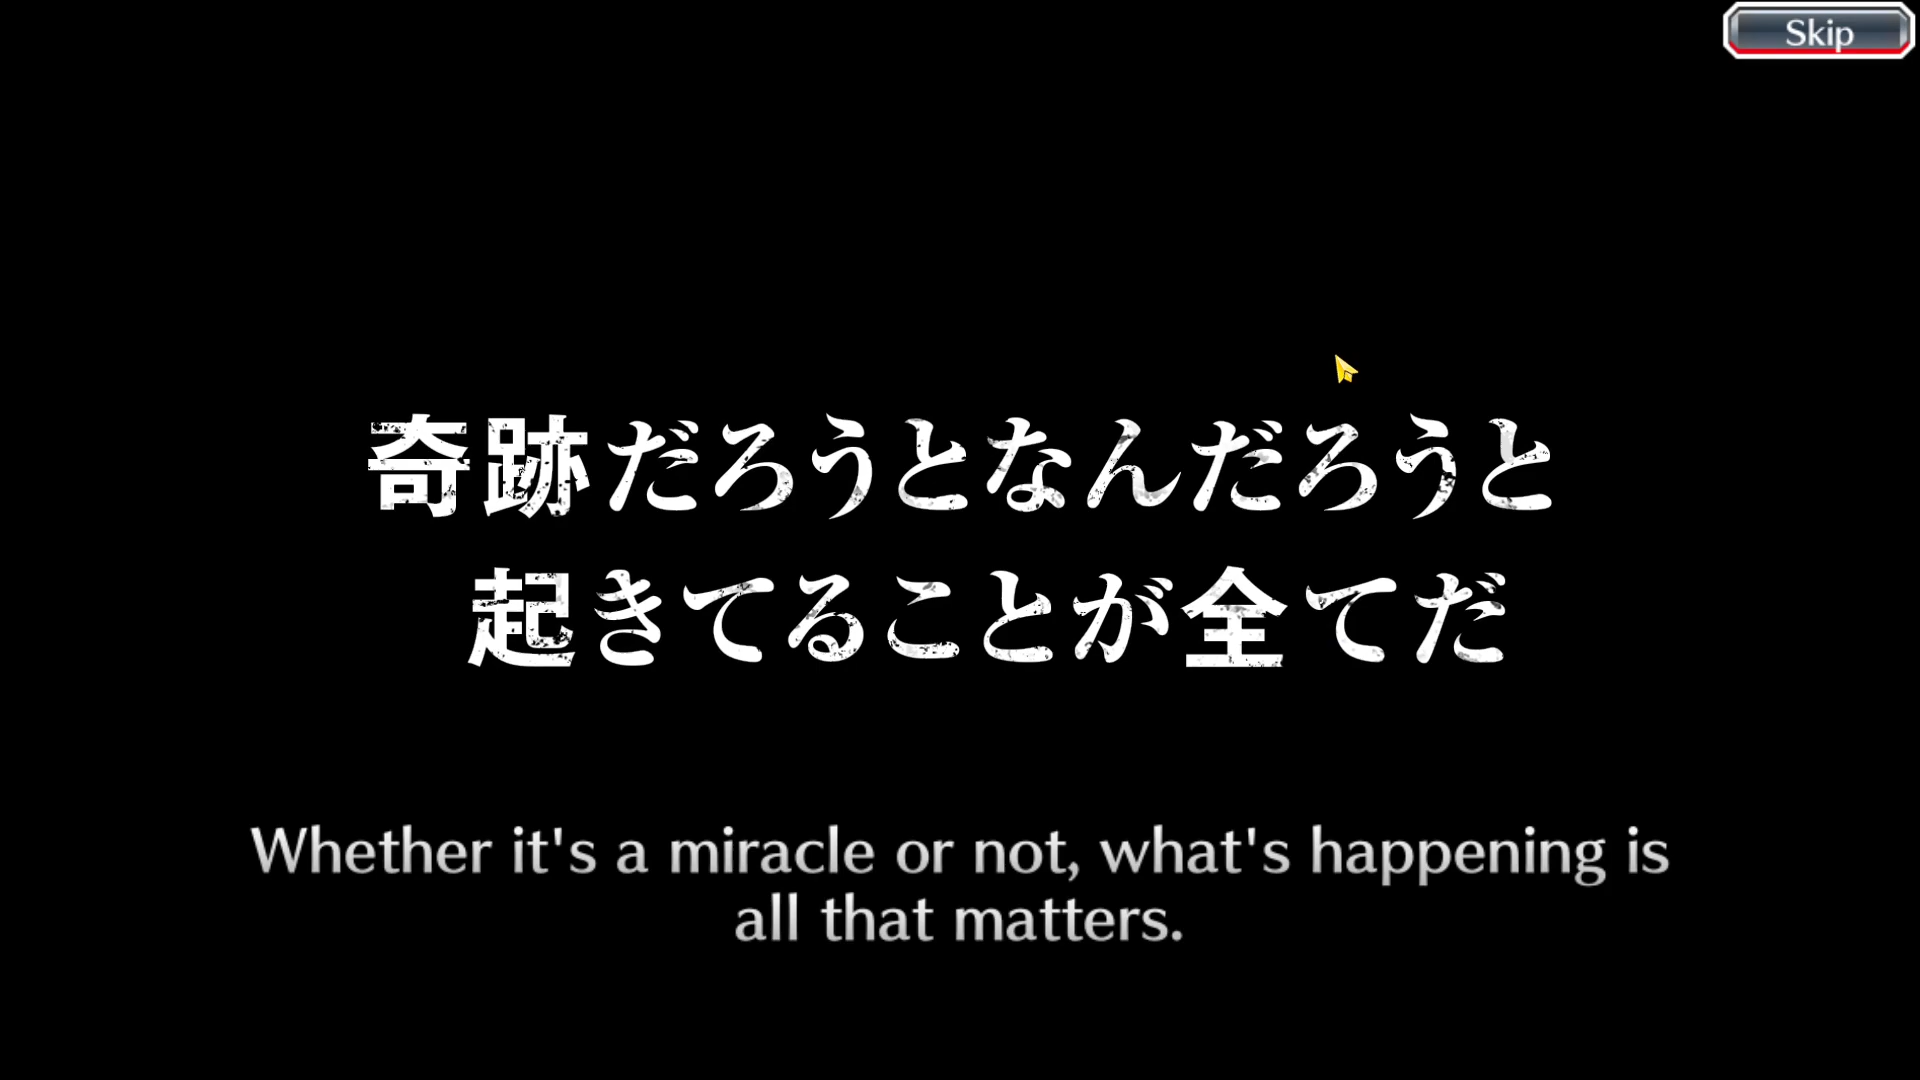 Skip
奇跡だろうとなんだろうと
起きてることが全てだ
Whether it's a miracle or not, what's happening is
all that matters.